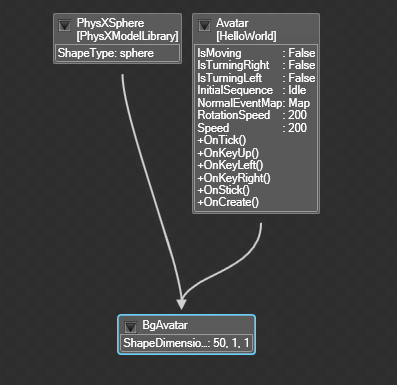 PhysXSphere
[PhysXModelLibrary]
ShapeType: sphere
Avatar
[HelloWorld]
IsMoving : False
IsTurningRight : False
IsTurningLeft : False
InitialSequence : Idle
NormalEventMap: Map
RotationSpeed : 200
Speed : 200
+OnTick()
+OnKeyUp()
+OnKeyLeft()
+OnKeyRight()
+OnStick()
+OnCreate()
BgAvatar
ShapeDimensio...: 50, 1, 1